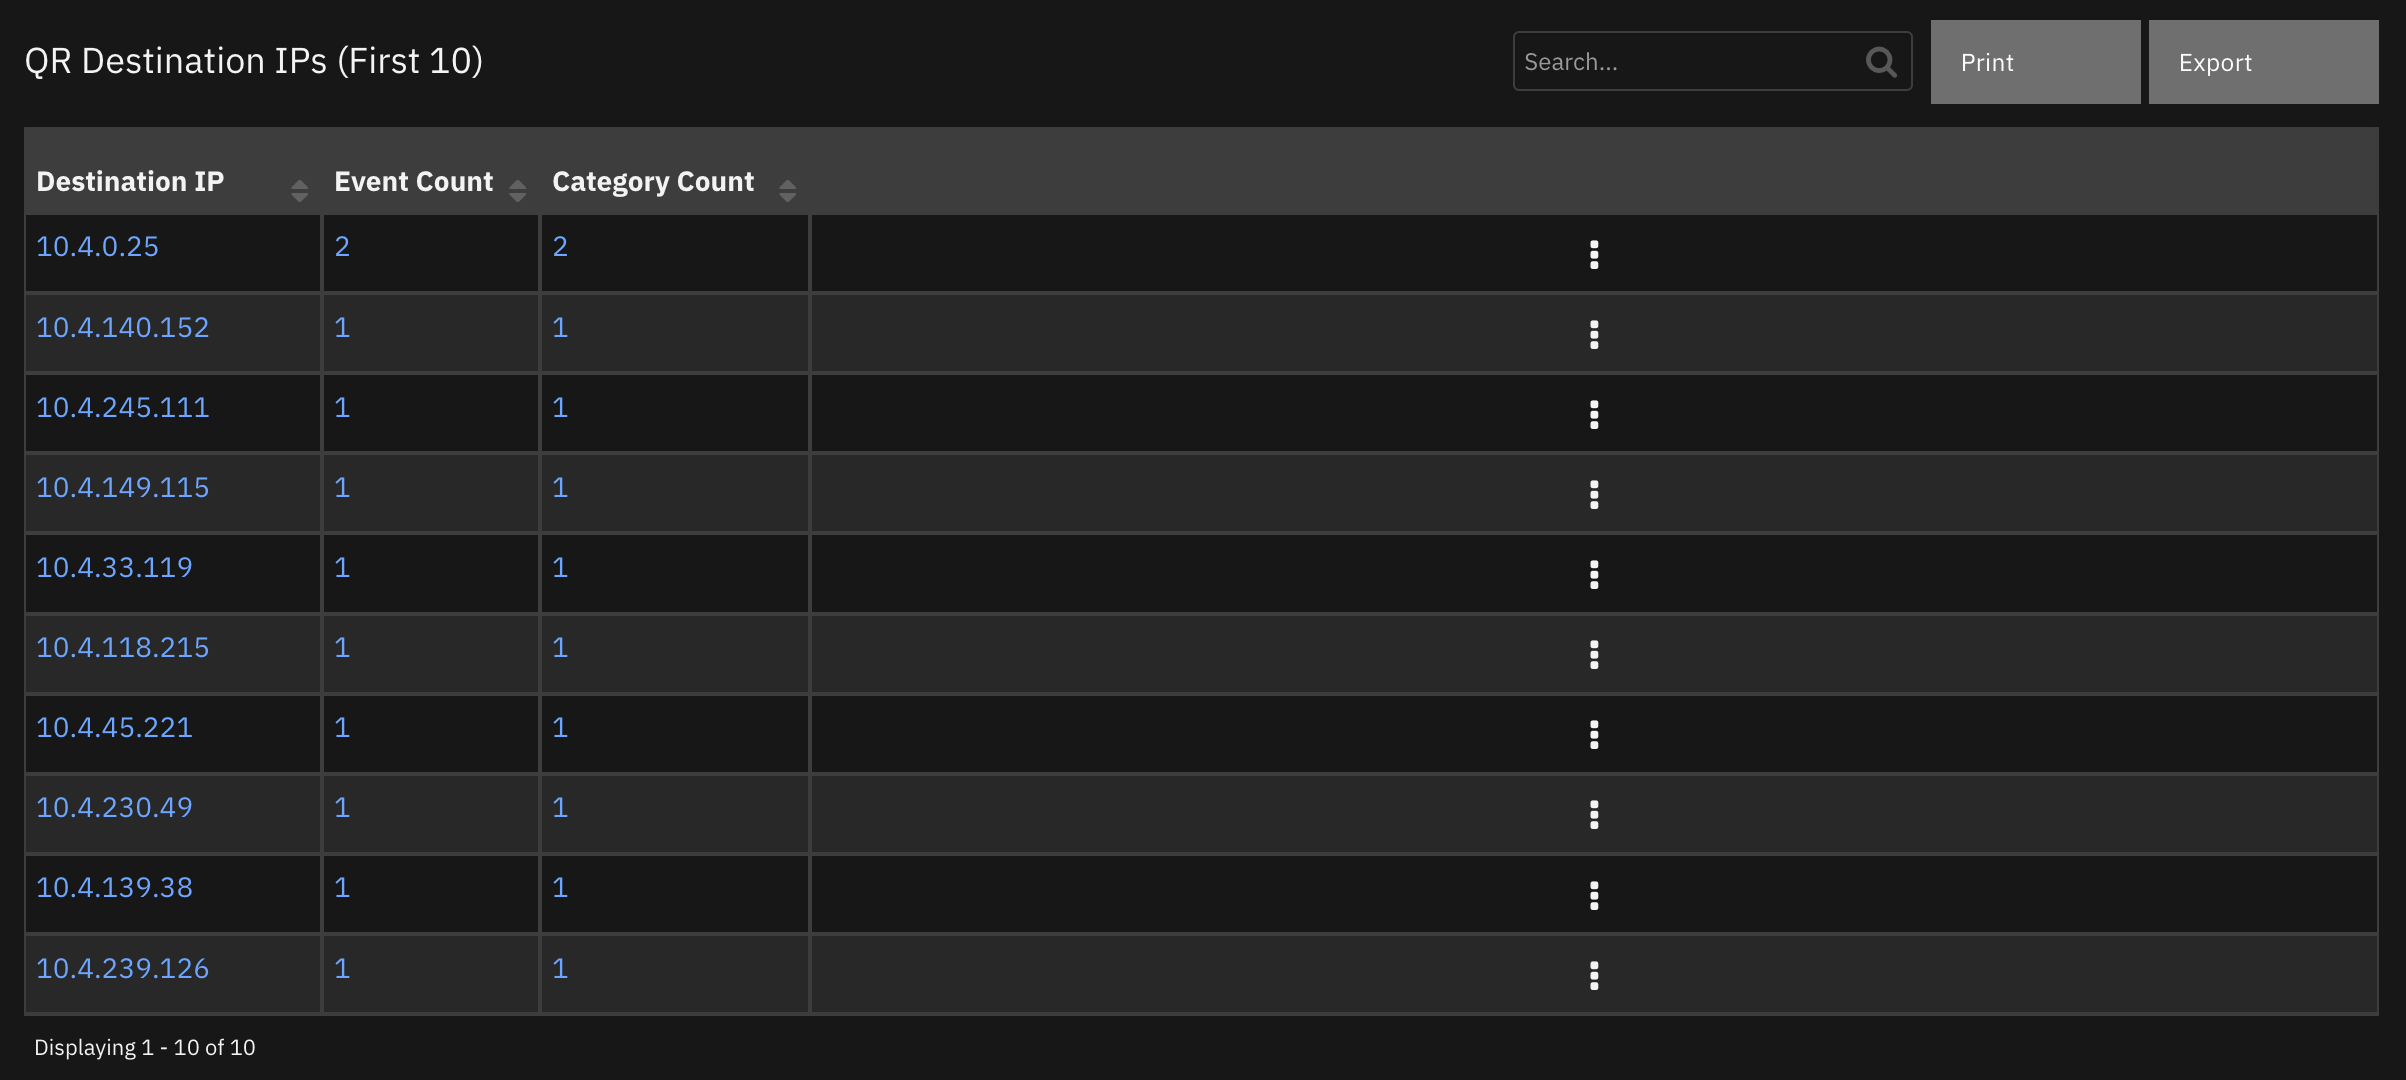 QR Destination IPs (First 10)
Search...
Print
Export
Destination IP Event Count Category Count
10.4.0.25 2 2
10.4.140.152 1 1
10.4.245.111 1 1
10.4.149.115 1 1
10.4.33.119 1 1
10.4.118.215 1 1
10.4.45.221 1 1
10.4.230.49 1 1
10.4.139.38 1 1
10.4.239.126 1 1
Displaying 1 - 10 of 10